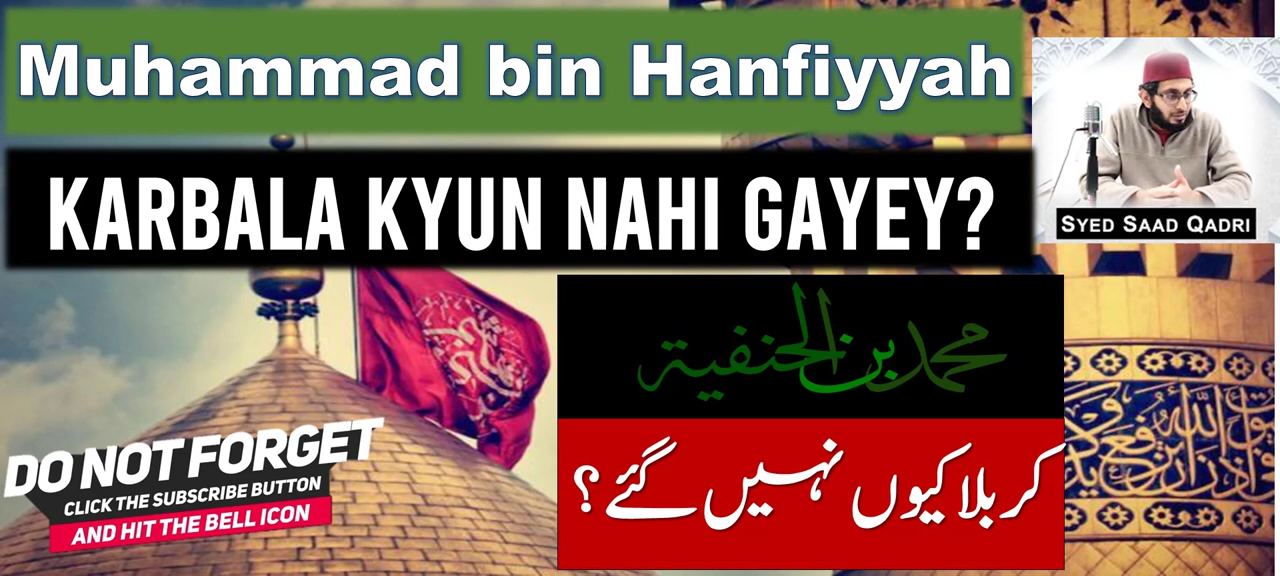 Muhammad bin Hanfiyyah
KARBALA KYUN NAHI GAYEY?
SYED SAAD QADRI
محمد بن الحنفية
کربلا کیوں نہیں گئے؟
DO NOT FORGET
CLICK THE SUBSCRIBE BUTTON
AND HIT THE BELL ICON